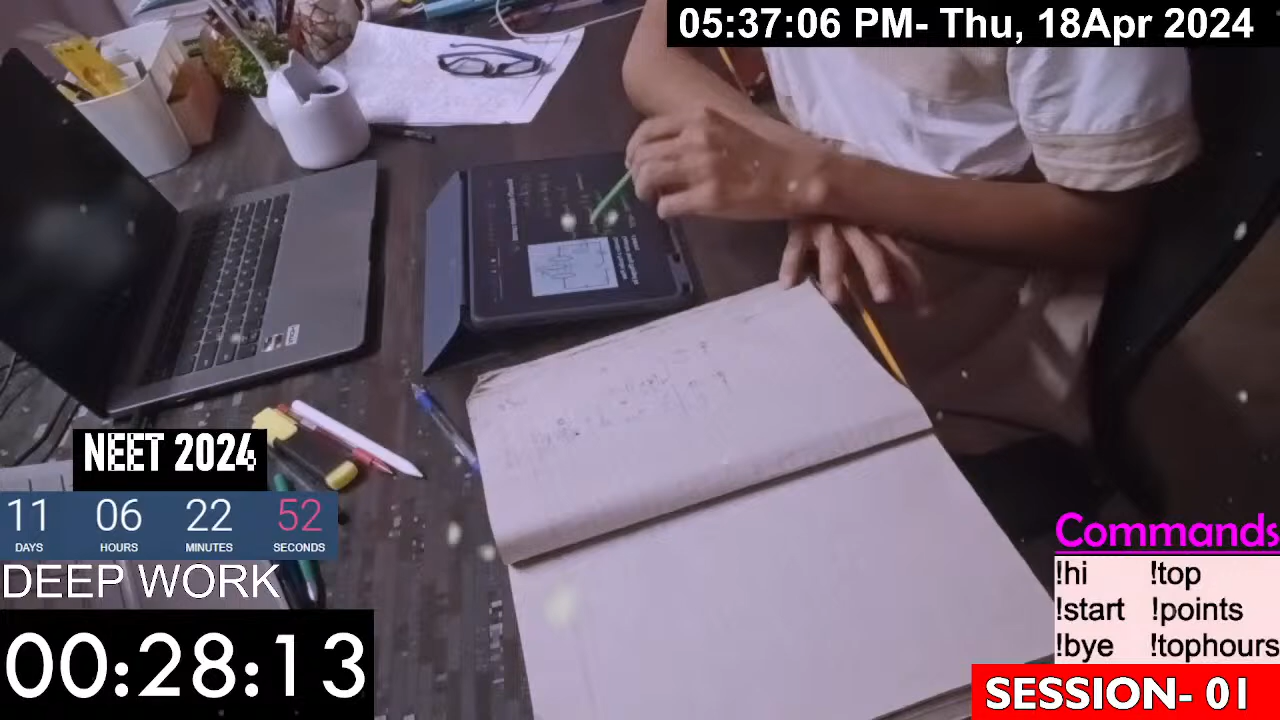 05:37:06 PM- Thu, 18Apr 2024
NEET 2024
11 06 22 52
DAYS HOURS MINUTES SECONDS
DEEP WORK
00:28:13
Commands
!hi !top
!start !points
!bye !tophours
SESSION- 01